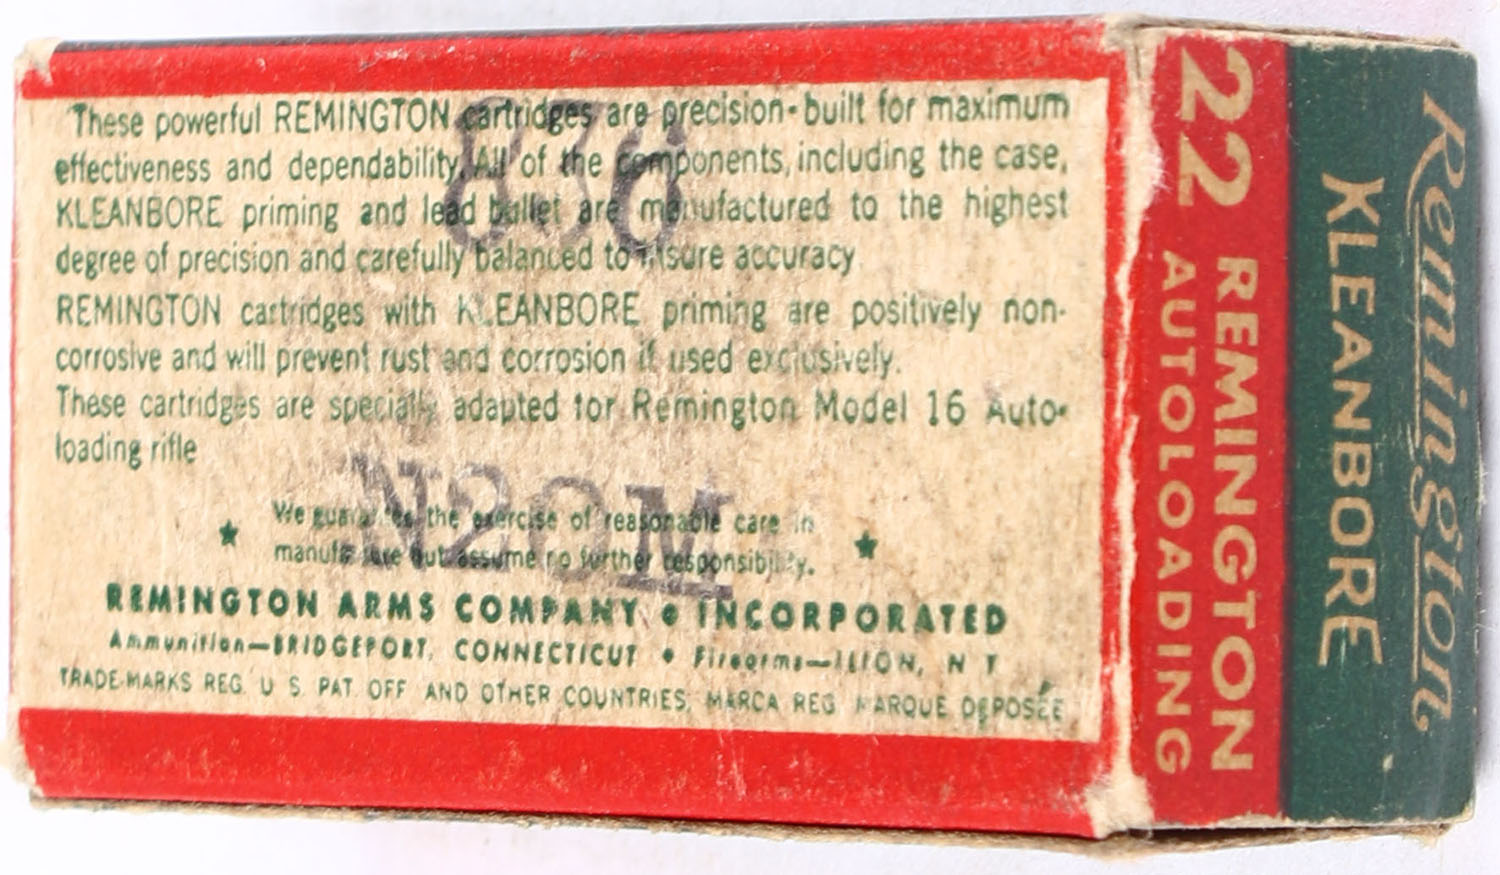 These powerful REMINGTON cartridges are precision-built for maximum
effectiveness and dependability. All of the components, including the case,
KLEANBORE priming and lead bullet are manufactured to the highest
degree of precision and carefully balanced to insure accuracy.
REMINGTON cartridges with KLEANBORE priming are positively non-
corrosive and will prevent rust and corrosion if used exclusively.
These cartridges are specially adapted for Remington Model 16 Auto-
loading rifle
★ We guarantee the exercise of reasonable care in
manufacture but assume no further responsibility. ★
REMINGTON ARMS COMPANY • INCORPORATED
Ammunition—BRIDGEPORT, CONNECTICUT • Firearms—ILION, N Y
TRADE-MARKS REG. U S. PAT. OFF. AND OTHER COUNTRIES; MARCA REG. MARQUE DEPOSÉE
N20M
22 REMINGTON
AUTOLOADING
Remington
KLEANBORE